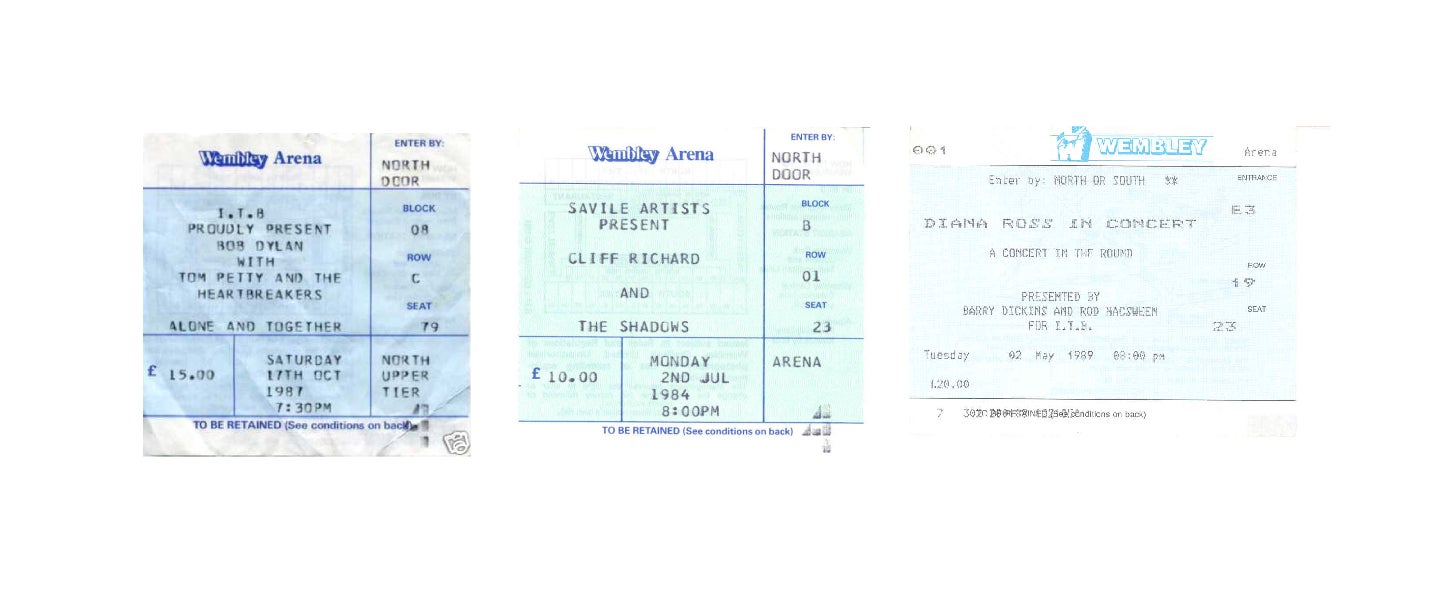 Wembley Arena
ENTER BY:
NORTH
DOOR
I.T.B
PROUDLY PRESENT
BOB DYLAN
WITH
TOM PETTY AND THE
HEARTBREAKERS
ALONE AND TOGETHER
BLOCK
08
ROW
C
SEAT
79
£ 15.00
SATURDAY
17TH OCT
1987
7:30PM
NORTH
UPPER
TIER
TO BE RETAINED (See conditions on back)
Wembley Arena
ENTER BY:
NORTH
DOOR
SAVILE ARTISTS
PRESENT
CLIFF RICHARD
AND
THE SHADOWS
BLOCK
B
ROW
01
SEAT
23
£ 10.00
MONDAY
2ND JUL
1984
8:00PM
ARENA
TO BE RETAINED (See conditions on back)
001
WEMBLEY
Arena
Enter by: NORTH OR SOUTH **
ENTRANCE
E3
DIANA ROSS IN CONCERT
A CONCERT IN THE ROUND
ROW
19
PRESENTED BY
BARRY DICKINS AND ROD MACSWEEN
FOR I.T.B.
SEAT
23
Tuesday 02 May 1989 08:00 pm
£20.00
7
(See conditions on back)